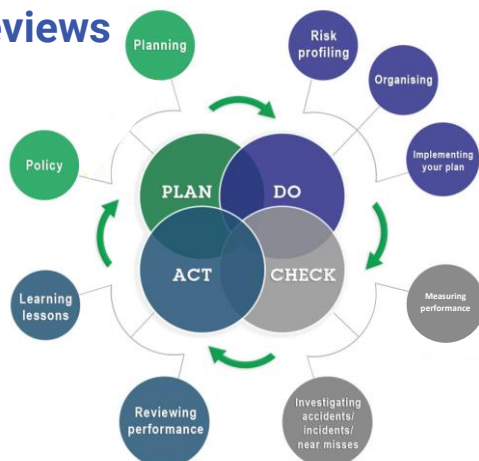 eviews
Planning
Risk
profiling
Organising
Policy
Implementing
your plan
PLAN
DO
ACT
CHECK
Learning
lessons
Measuring
performance
Reviewing
performance
Investigating
accidents/
incidents/
near misses